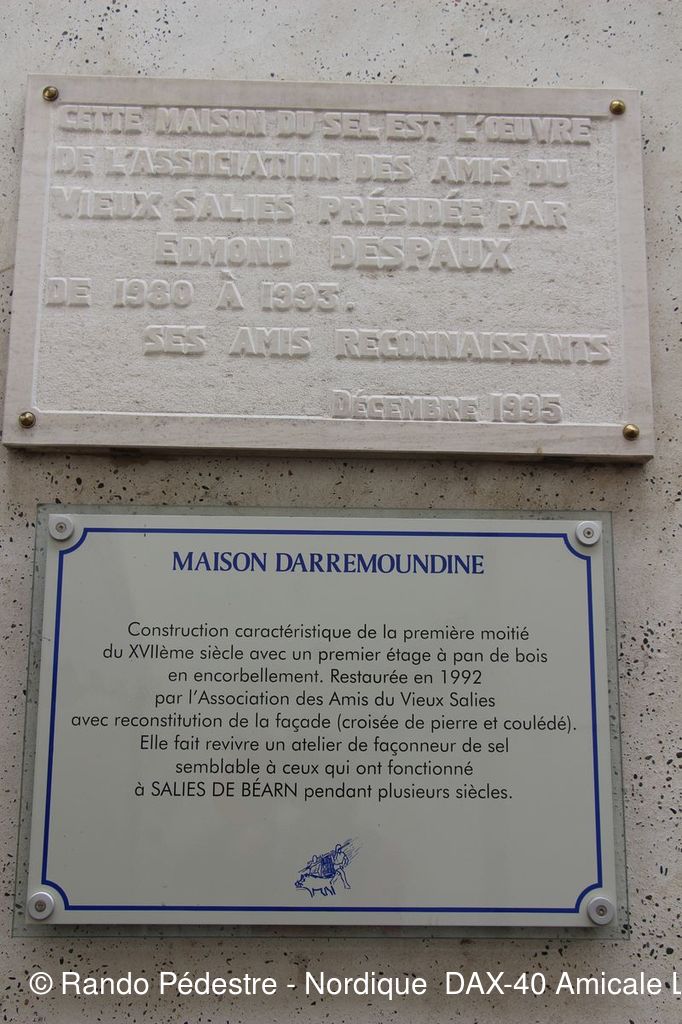 CETTE MAISON DU SEL EST L'ŒUVRE
DE L'ASSOCIATION DES AMIS DU
VIEUX SALIES PRÉSIDÉE PAR
EDMOND DESPAUX
DE 1980 À 1993.
SES AMIS RECONNAISSANTS
DÉCEMBRE 1995
MAISON DARREMOUNDINE
Construction caractéristique de la première moitié
du XVIIème siècle avec un premier étage à pan de bois
en encorbellement. Restaurée en 1992
par l'Association des Amis du Vieux Salies
avec reconstitution de la façade (croisée de pierre et coulédé).
Elle fait revivre un atelier de façonneur de sel
semblable à ceux qui ont fonctionné
à SALIES DE BÉARN pendant plusieurs siècles.
© Rando Pédestre - Nordique DAX-40 Amicale L